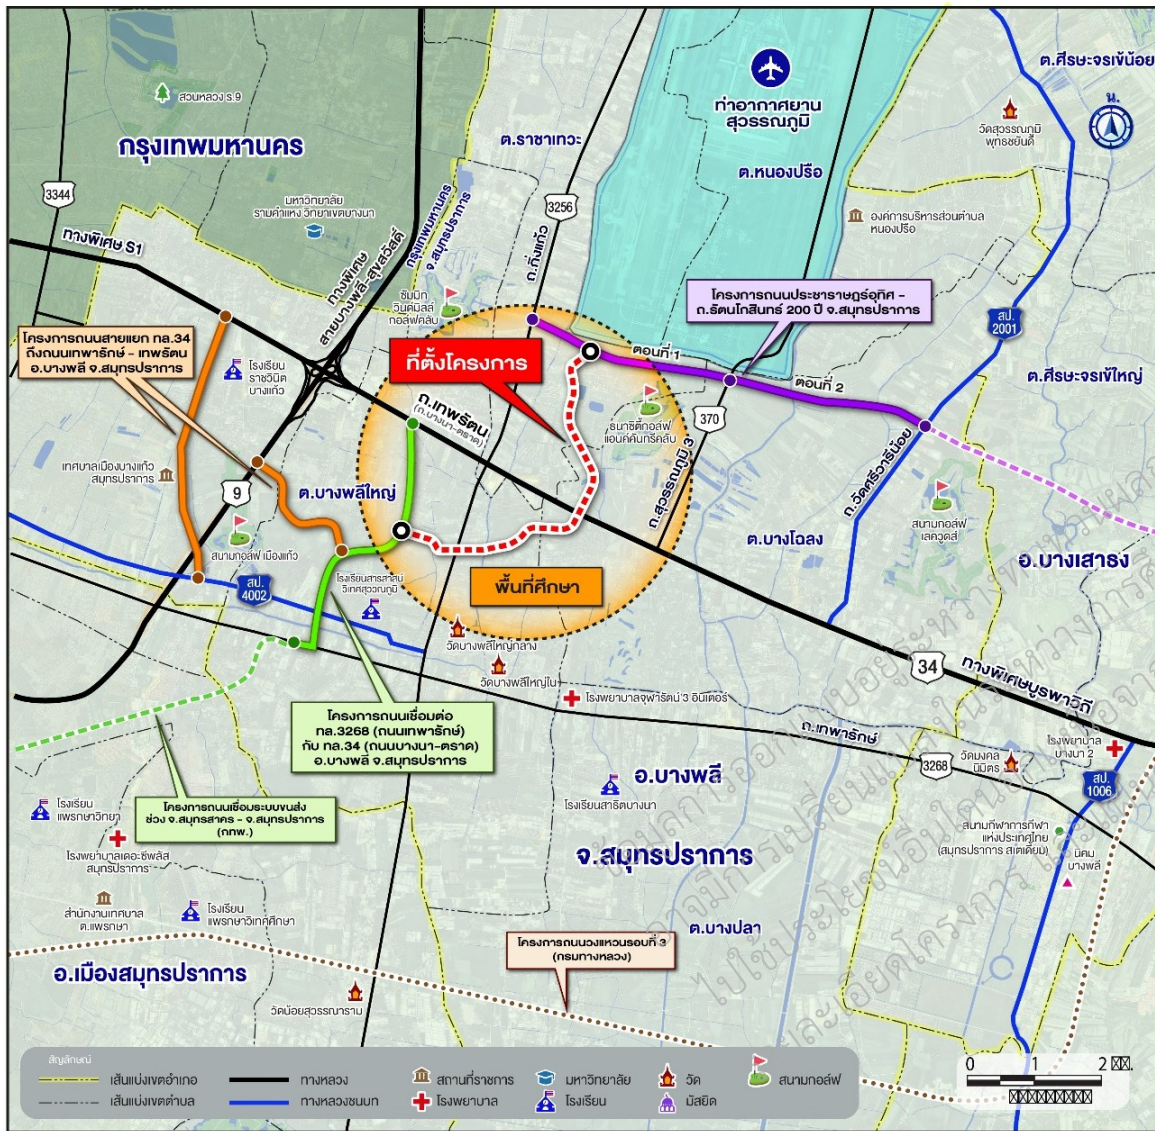 สวนหลวง ร.9
กรุงเทพมหานคร
3344
ทางพิเศษ S1
มหาวิทยาลัย
รามคำแหง วิทยาเขตบางนา
ทางพิเศษ
สายบางพลี-สุขสวัสดิ์
กรุงเทพมหานคร
จ.สมุทรปราการ
ต.ราชาเทวะ
3256
ถ.กิ่งแก้ว
ท่าอากาศยาน
สุวรรณภูมิ
ต.หนองปรือ
ต.ศีรษะจรเข้น้อย
น.
วัดสุวรรณภูมิ
พุทธชยันตี
องค์การบริหารส่วนตำบล
หนองปรือ
ซัมมิท
วินด์มิลล์
กอล์ฟคลับ
โครงการถนนประชาราษฎร์อุทิศ -
ถ.รัตนโกสินทร์ 200 ปี จ.สมุทรปราการ
สป.
2001
โครงการถนนสายแยก ทล.34
ถึงถนนเทพารักษ์ - เทพรัตน
อ.บางพลี จ.สมุทรปราการ
โรงเรียน
ราชวินิต
บางแก้ว
ที่ตั้งโครงการ
ตอนที่ 1
ตอนที่ 2
ต.ศีรษะจรเข้ใหญ่
ถ.เทพรัตน
(ถ.บางนา-ตราด)
ธนาซิตี้กอล์ฟ
แอนด์คันทรีคลับ
370
ถ.สุวรรณภูมิ 3
ถ.วัดศรีวารีน้อย
เทศบาลเมืองบางแก้ว
สมุทรปราการ
9
ต.บางพลีใหญ่
สนามกอล์ฟ เมืองแก้ว
สนามกอล์ฟ
เลควูดส์
ต.บางโฉลง
อ.บางเสาธง
สป.
4002
โรงเรียนสารสาสน์
วิเทศสุวรรณภูมิ
พื้นที่ศึกษา
วัดบางพลีใหญ่กลาง
วัดบางพลีใหญ่ใน
34
ทางพิเศษบูรพาวิถี
โรงพยาบาลจุฬารัตน์ 3 อินเตอร์
ถ.เทพารักษ์
โครงการถนนเชื่อมต่อ
ทล.3268 (ถนนเทพารักษ์)
กับ ทล.34 (ถนนบางนา-ตราด)
อ.บางพลี จ.สมุทรปราการ
3268
วัดมงคล
นิมิตร
โรงพยาบาล
บางนา 2
สป.
1006
อ.บางพลี
โรงเรียนสาธิตบางนา
โครงการถนนเชื่อมระบบขนส่ง
ช่วง จ.สมุทรสาคร - จ.สมุทรปราการ
(กทพ.)
โรงเรียน
แพรกษาวิทยา
โรงพยาบาลเดอะซีพลัส
สมุทรปราการ
จ.สมุทรปราการ
สนามกีฬาการกีฬา
แห่งประเทศไทย
(สมุทรปราการ สเตเดียม)
นิคม
บางพลี
สำนักงานเทศบาล
ต.แพรกษา
โรงเรียน
แพรกษาวิเทศศึกษา
ต.บางปลา
โครงการถนนวงแหวนรอบที่ 3
(กรมทางหลวง)
อ.เมืองสมุทรปราการ
วัดน้อยสุวรรณาราม
สัญลักษณ์
เส้นแบ่งเขตอำเภอ
ทางหลวง
สถานที่ราชการ
มหาวิทยาลัย
วัด
สนามกอล์ฟ
เส้นแบ่งเขตตำบล
ทางหลวงชนบท
โรงพยาบาล
โรงเรียน
มัสยิด
0 1 2